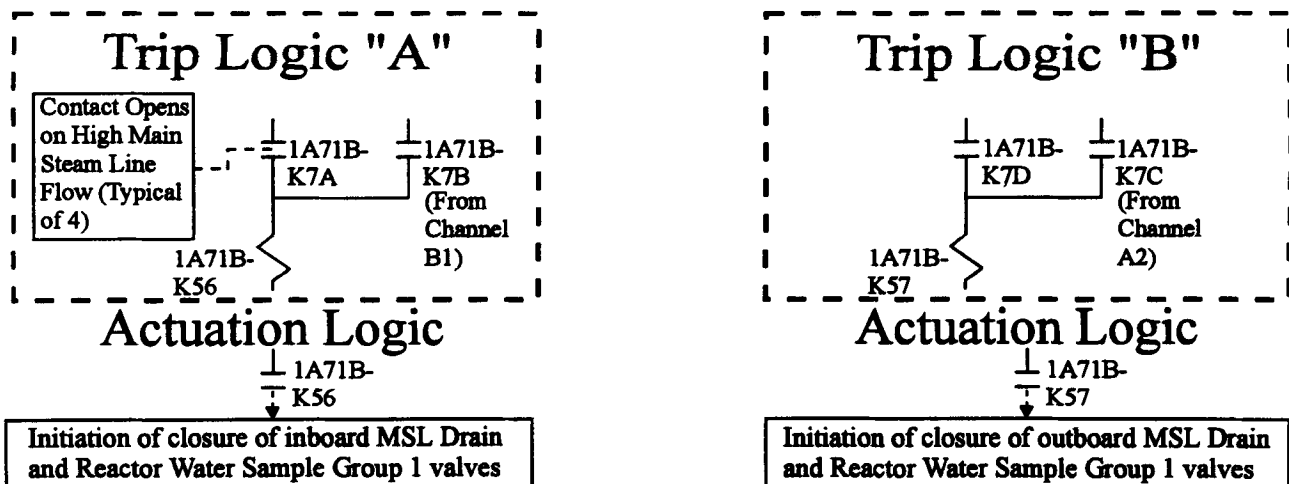 Trip Logic "A"
Contact Opens
on High Main
Steam Line
Flow (Typical
of 4)
1A71B-
K7A
1A71B-
K7B
(From
Channel
B1)
1A71B-
K56
Actuation Logic
1A71B-
K56
Initiation of closure of inboard MSL Drain
and Reactor Water Sample Group 1 valves
Trip Logic "B"
1A71B-
K7D
1A71B-
K7C
(From
Channel
A2)
1A71B-
K57
Actuation Logic
1A71B-
K57
Initiation of closure of outboard MSL Drain
and Reactor Water Sample Group 1 valves